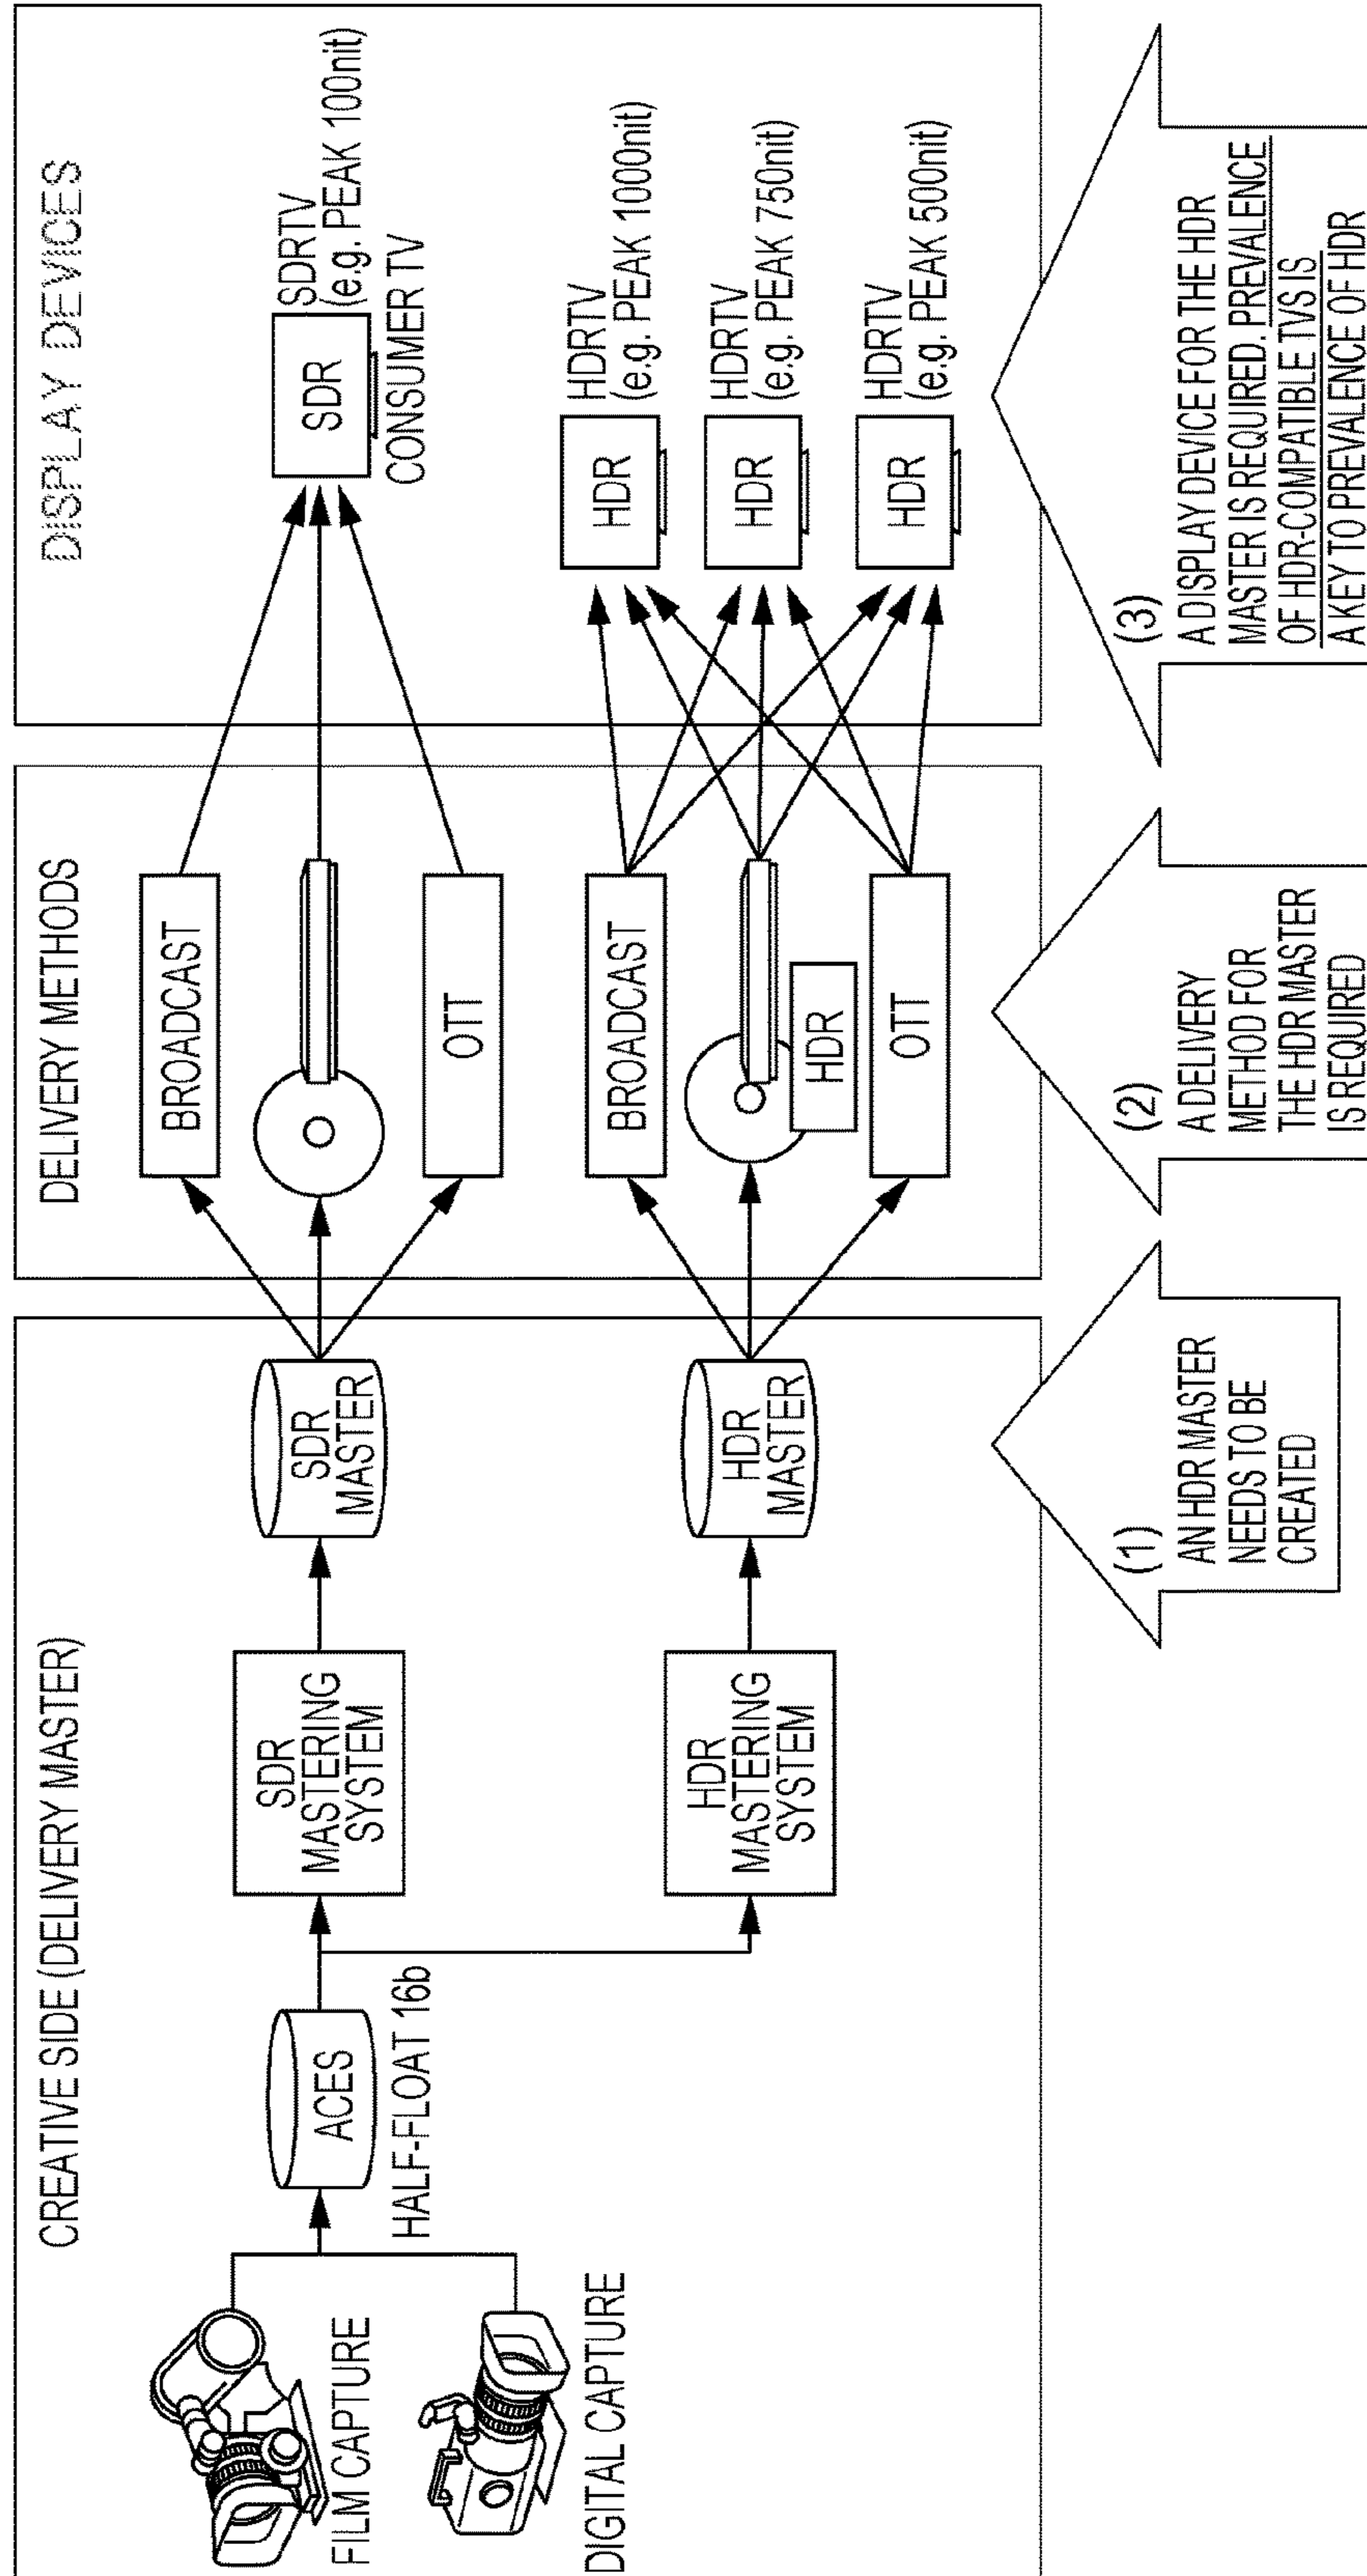 CREATIVE SIDE (DELIVERY MASTER)
FILM CAPTURE
DIGITAL CAPTURE
ACES
HALF-FLOAT 16b
SDR
MASTERING
SYSTEM
SDR
MASTER
HDR
MASTERING
SYSTEM
HDR
MASTER
DELIVERY METHODS
BROADCAST
OTT
BROADCAST
HDR
OTT
DISPLAY DEVICES
SDR
SDRTV
(e.g. PEAK 100nit)
CONSUMER TV
HDR
HDRTV
(e.g. PEAK 1000nit)
HDR
HDRTV
(e.g. PEAK 750nit)
HDR
HDRTV
(e.g. PEAK 500nit)
(1)
AN HDR MASTER
NEEDS TO BE
CREATED
(2)
A DELIVERY
METHOD FOR
THE HDR MASTER
IS REQUIRED
(3)
A DISPLAY DEVICE FOR THE HDR
MASTER IS REQUIRED. PREVALENCE
OF HDR-COMPATIBLE TVS IS
A KEY TO PREVALENCE OF HDR